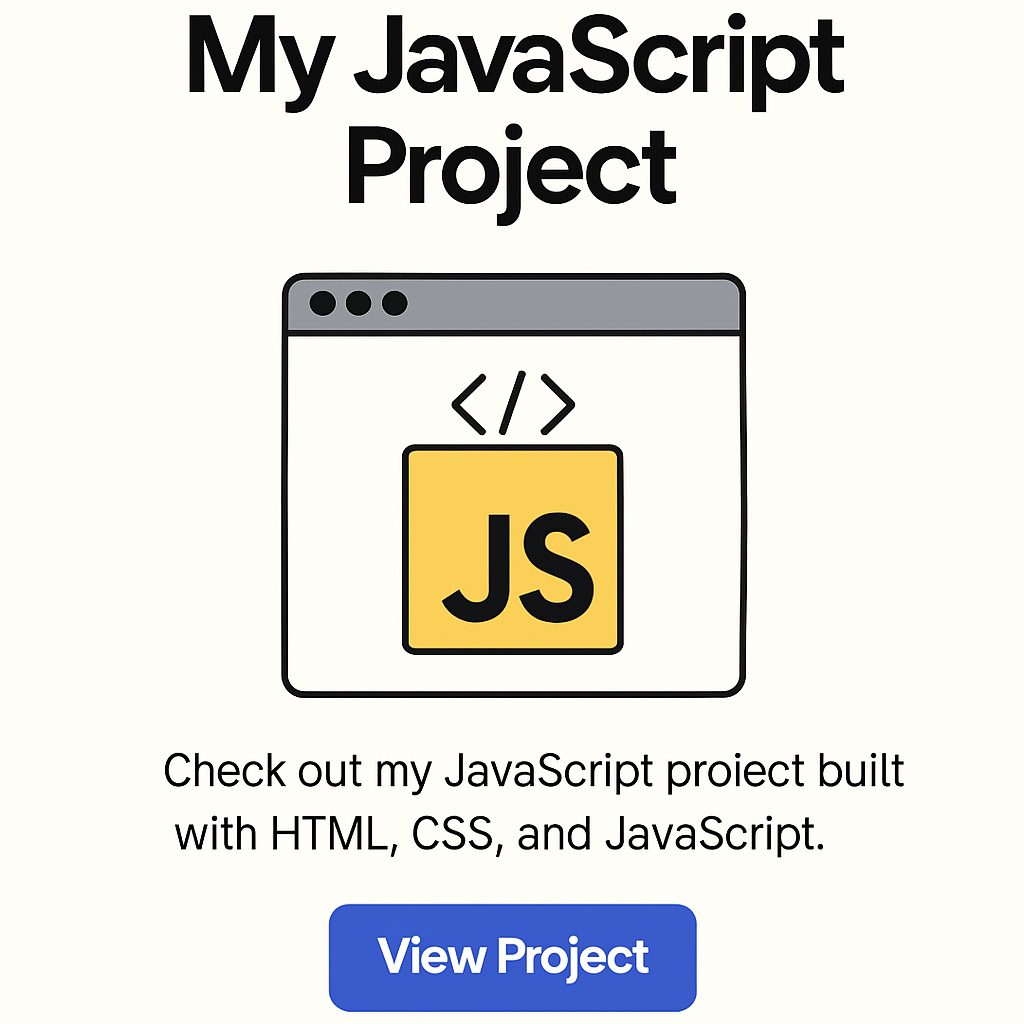 My JavaScript
Project
</>
JS
Check out my JavaScript proiect built
with HTML, CSS, and JavaScript.
View Project